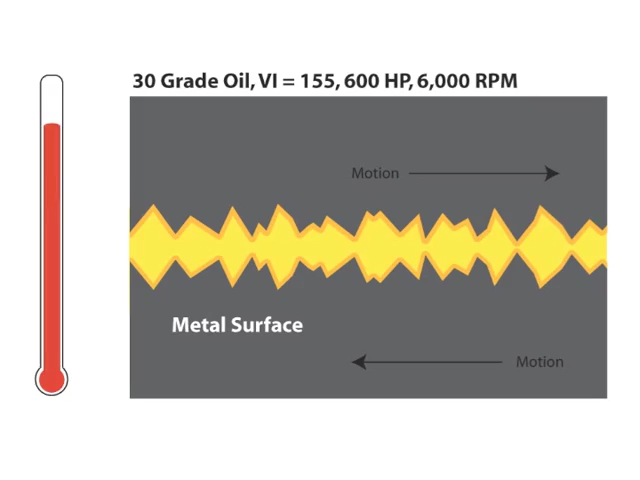 30 Grade Oil, VI = 155, 600 HP, 6,000 RPM
Motion
Metal Surface
Motion